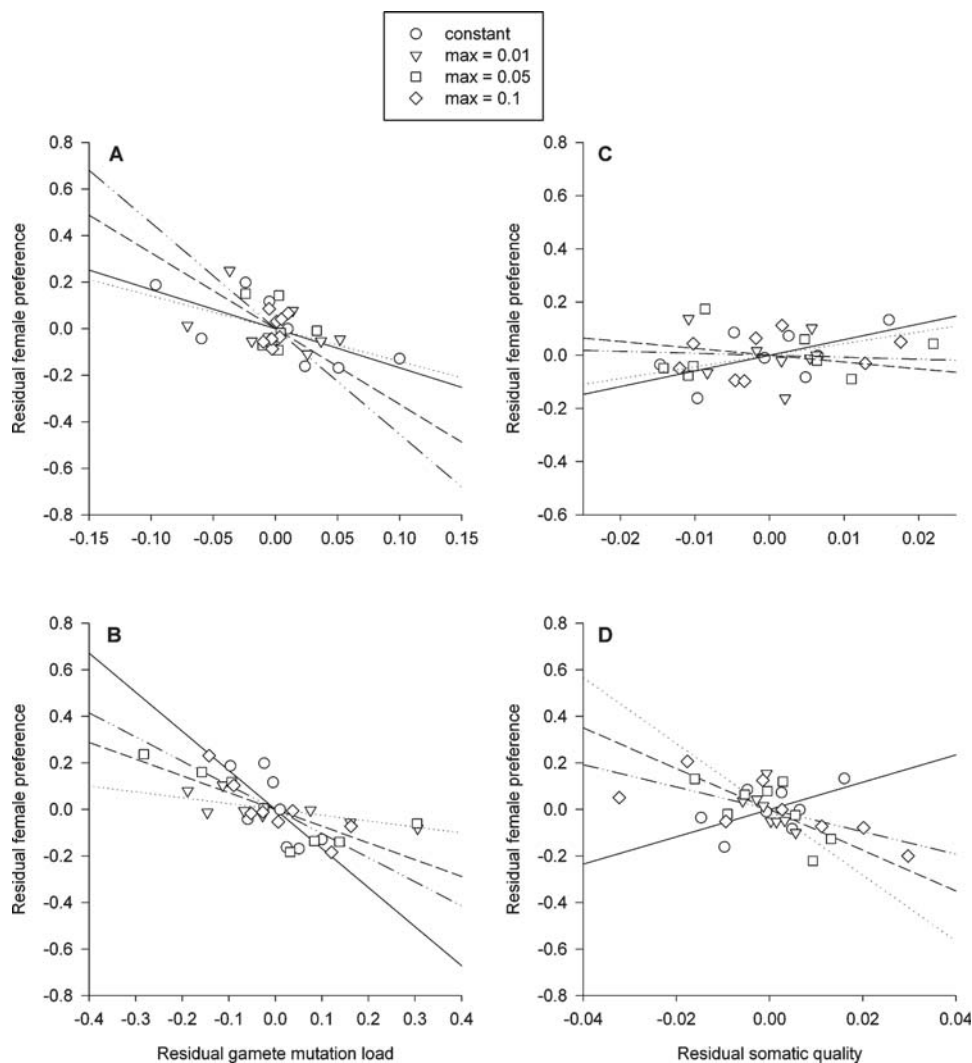 constant
max = 0.01
max = 0.05
max = 0.1
A
Residual female preference
0.8
0.6
0.4
0.2
0.0
-0.2
-0.4
-0.6
-0.8
-0.15 -0.10 -0.05 0.00 0.05 0.10 0.15
C
Residual female preference
0.8
0.6
0.4
0.2
0.0
-0.2
-0.4
-0.6
-0.02 -0.01 0.00 0.01 0.02
B
Residual female preference
0.8
0.6
0.4
0.2
0.0
-0.2
-0.4
-0.6
-0.8
-0.4 -0.3 -0.2 -0.1 0.0 0.1 0.2 0.3 0.4
Residual gamete mutation load
D
Residual female preference
0.8
0.6
0.4
0.2
0.0
-0.2
-0.4
-0.6
-0.8
-0.04 -0.02 0.00 0.02 0.04
Residual somatic quality